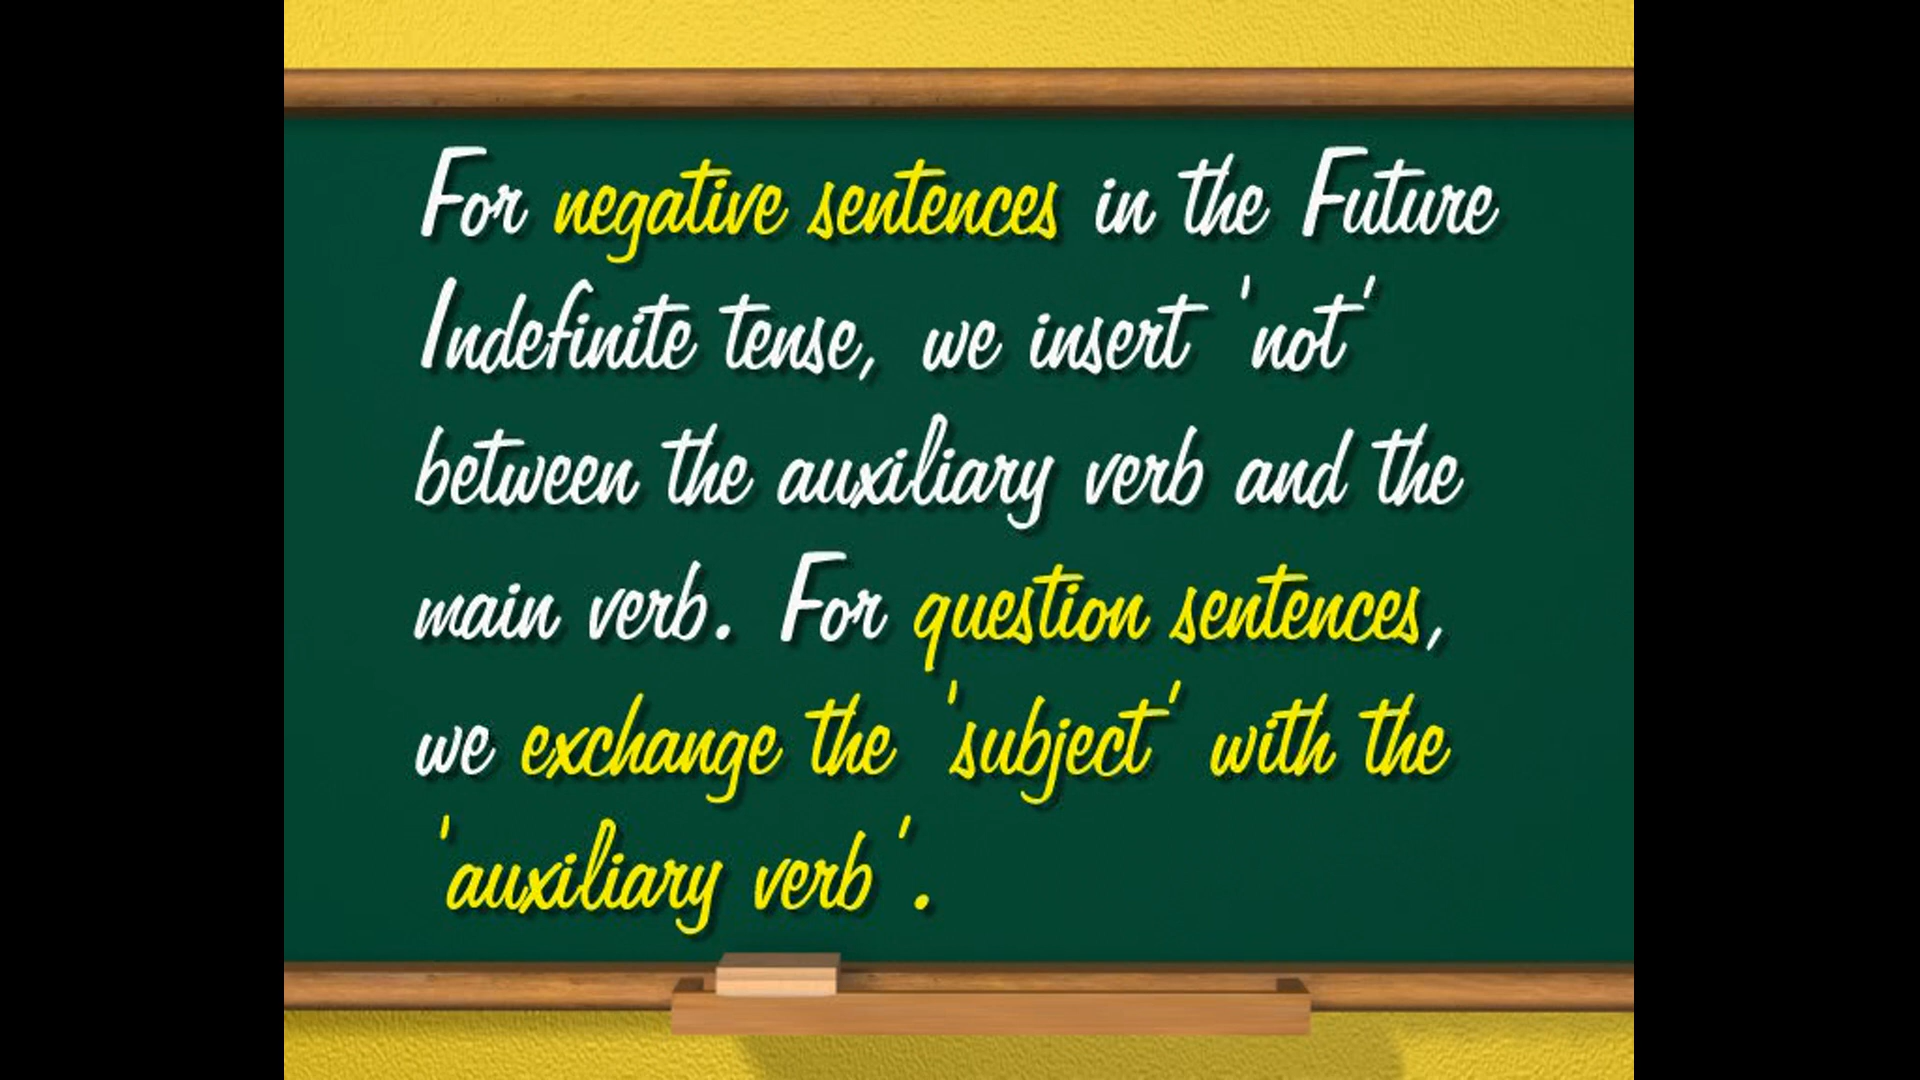 For negative sentences in the Future
Indefinite tense, we insert 'not'
between the auxiliary verb and the
main verb. For question sentences,
we exchange the 'subject' with the
'auxiliary verb'.